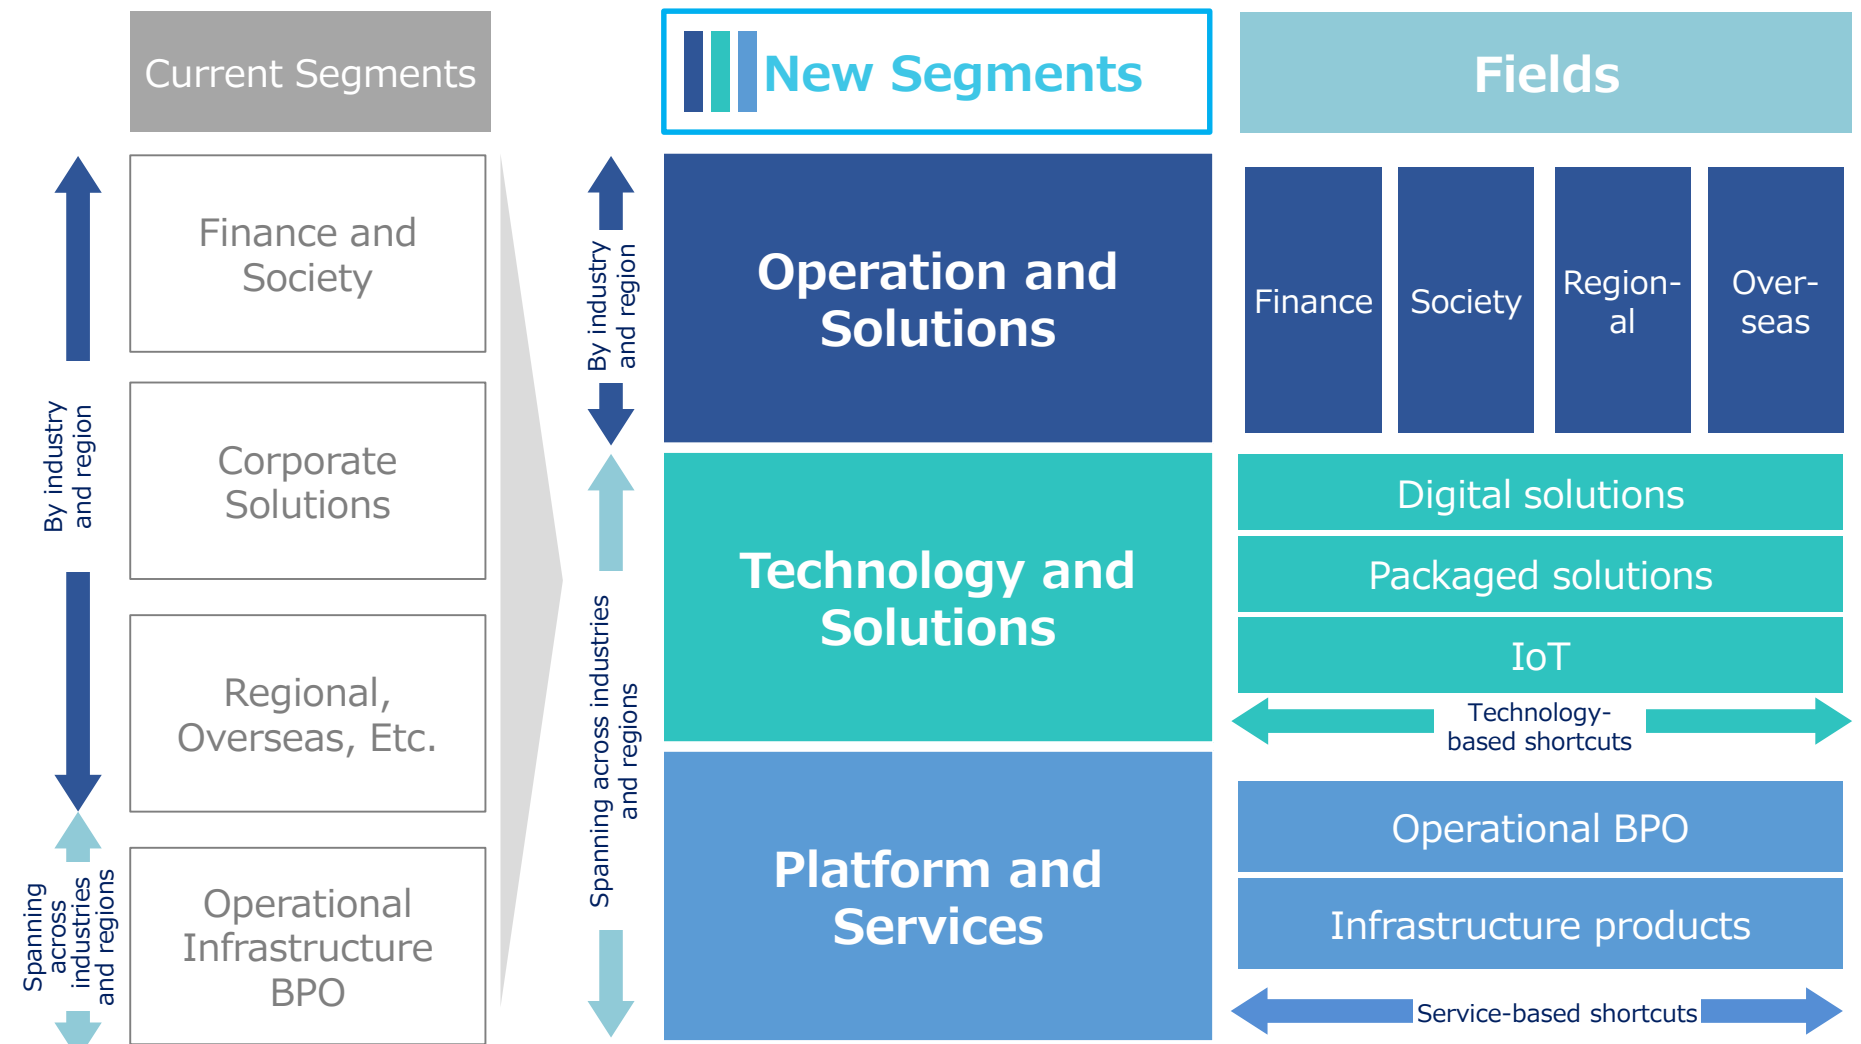 Current Segments
New Segments
Fields
By industry
and region
Finance and
Society
Corporate
Solutions
Regional,
Overseas, Etc.
Spanning
across
industries
and regions
Operational
Infrastructure
BPO
By industry
and region
Operation and
Solutions
Finance
Society
Region-
al
Over-
seas
Spanning across industries
and regions
Technology and
Solutions
Digital solutions
Packaged solutions
IoT
Technology-
based shortcuts
Platform and
Services
Operational BPO
Infrastructure products
Service-based shortcuts